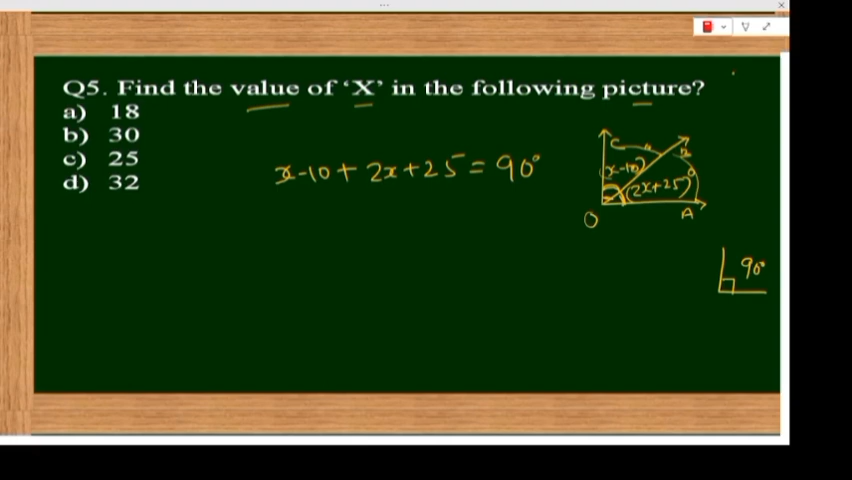 Q5. Find the value of ‘X’ in the following picture?
a) 18
b) 30
c) 25
d) 32
x-10+2x+25=90°
C
B
(x-10)°
(2x+25)°
O
A
90°